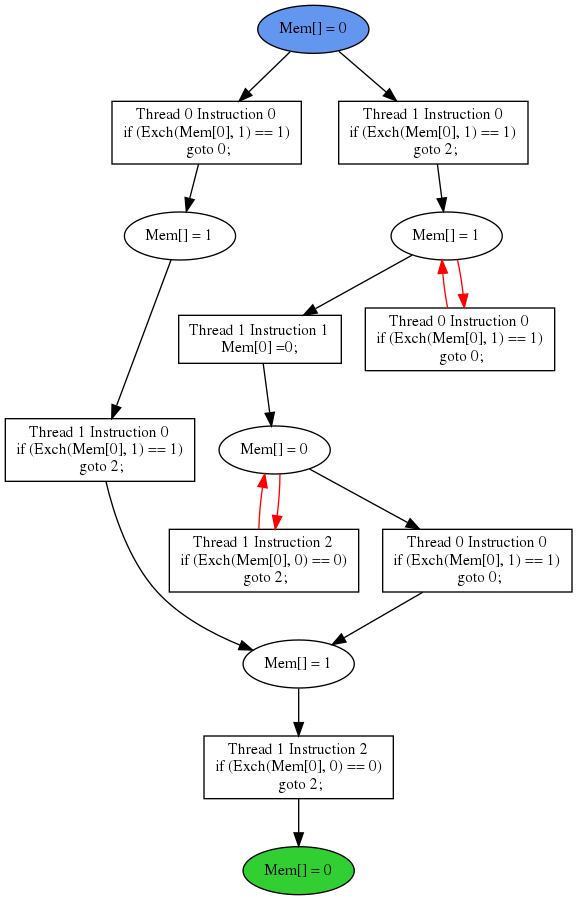 Mem[] = 0
Thread 0 Instruction 0
if (Exch(Mem[0], 1) == 1)
goto 0;
Thread 1 Instruction 0
if (Exch(Mem[0], 1) == 1)
goto 2;
Mem[] = 1
Mem[] = 1
Thread 1 Instruction 1
Mem[0] =0;
Thread 0 Instruction 0
if (Exch(Mem[0], 1) == 1)
goto 0;
Thread 1 Instruction 0
if (Exch(Mem[0], 1) == 1)
goto 2;
Mem[] = 0
Thread 1 Instruction 2
if (Exch(Mem[0], 0) == 0)
goto 2;
Thread 0 Instruction 0
if (Exch(Mem[0], 1) == 1)
goto 0;
Mem[] = 1
Thread 1 Instruction 2
if (Exch(Mem[0], 0) == 0)
goto 2;
Mem[] = 0